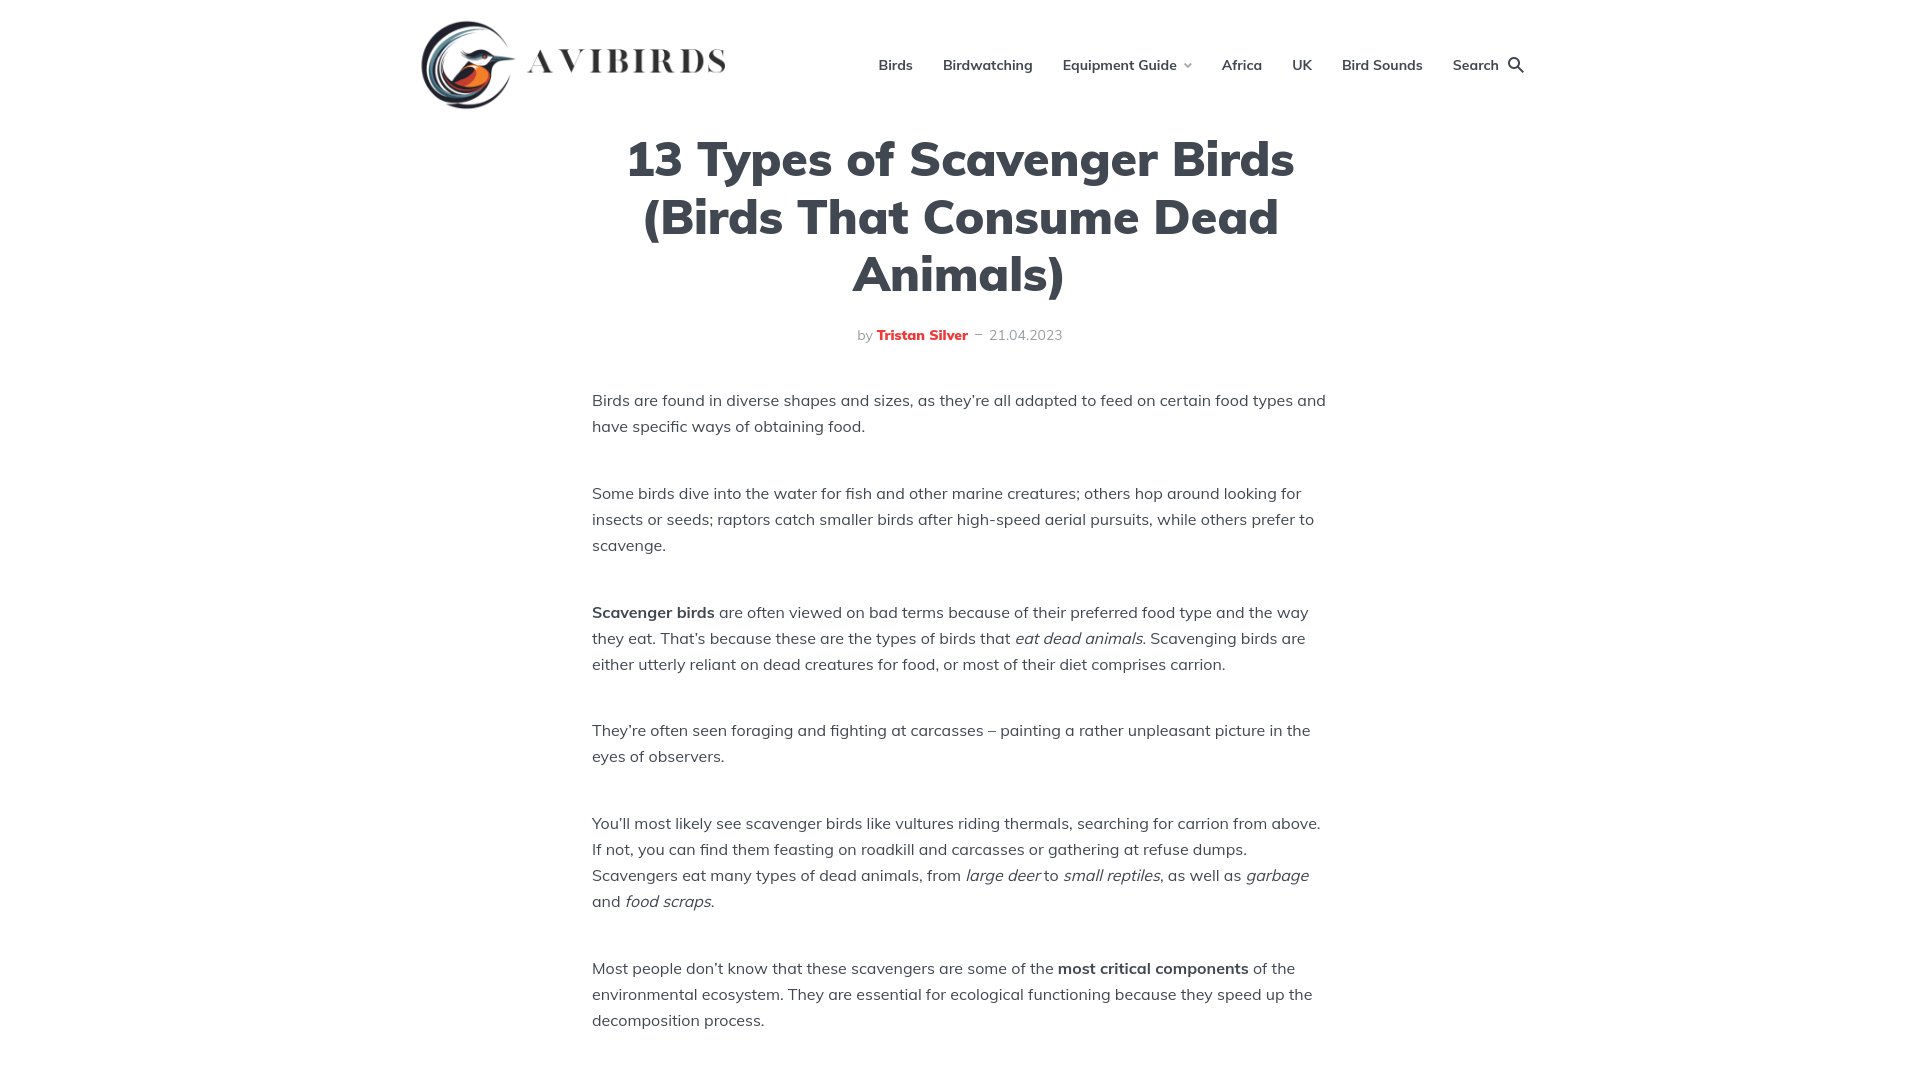 AVIBIRDS
Birds
Birdwatching
Equipment Guide
Africa
UK
Bird Sounds
Search
13 Types of Scavenger Birds
(Birds That Consume Dead
Animals)
by Tristan Silver – 21.04.2023
Birds are found in diverse shapes and sizes, as they’re all adapted to feed on certain food types and
have specific ways of obtaining food.
Some birds dive into the water for fish and other marine creatures; others hop around looking for
insects or seeds; raptors catch smaller birds after high-speed aerial pursuits, while others prefer to
scavenge.
Scavenger birds are often viewed on bad terms because of their preferred food type and the way
they eat. That’s because these are the types of birds that eat dead animals. Scavenging birds are
either utterly reliant on dead creatures for food, or most of their diet comprises carrion.
They’re often seen foraging and fighting at carcasses – painting a rather unpleasant picture in the
eyes of observers.
You’ll most likely see scavenger birds like vultures riding thermals, searching for carrion from above.
If not, you can find them feasting on roadkill and carcasses or gathering at refuse dumps.
Scavengers eat many types of dead animals, from large deer to small reptiles, as well as garbage
and food scraps.
Most people don’t know that these scavengers are some of the most critical components of the
environmental ecosystem. They are essential for ecological functioning because they speed up the
decomposition process.